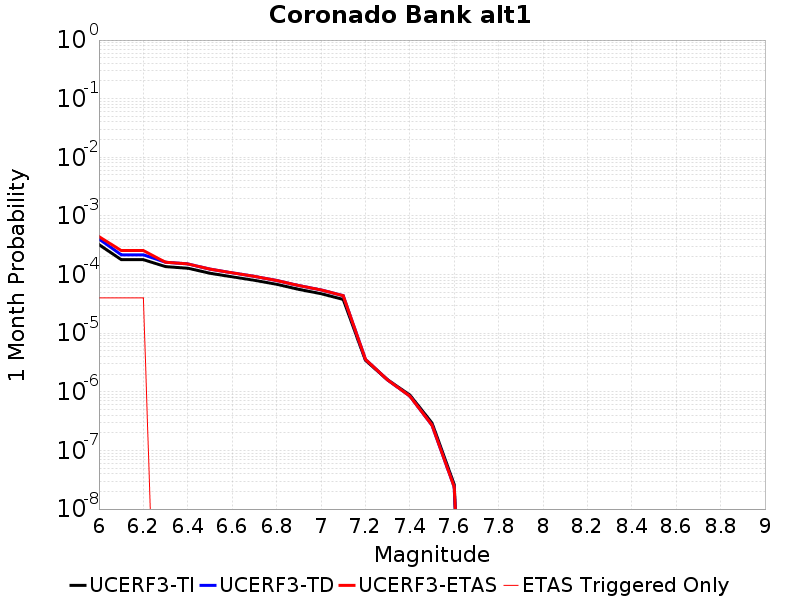 Coronado Bank alt1
1 Month Probability
10^0
10^-1
10^-2
10^-3
10^-4
10^-5
10^-6
10^-7
10^-8
6 6.2 6.4 6.6 6.8 7 7.2 7.4 7.6 7.8 8 8.2 8.4 8.6 8.8 9
Magnitude
UCERF3-TI UCERF3-TD UCERF3-ETAS ETAS Triggered Only